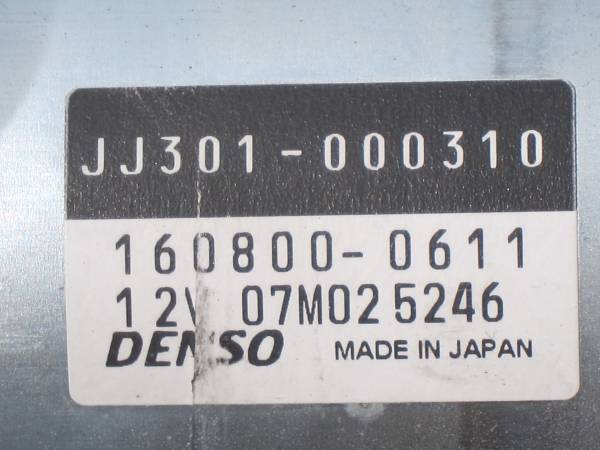 JJ301-000310
160800-0611
12V 07M025246
DENSO MADE IN JAPAN